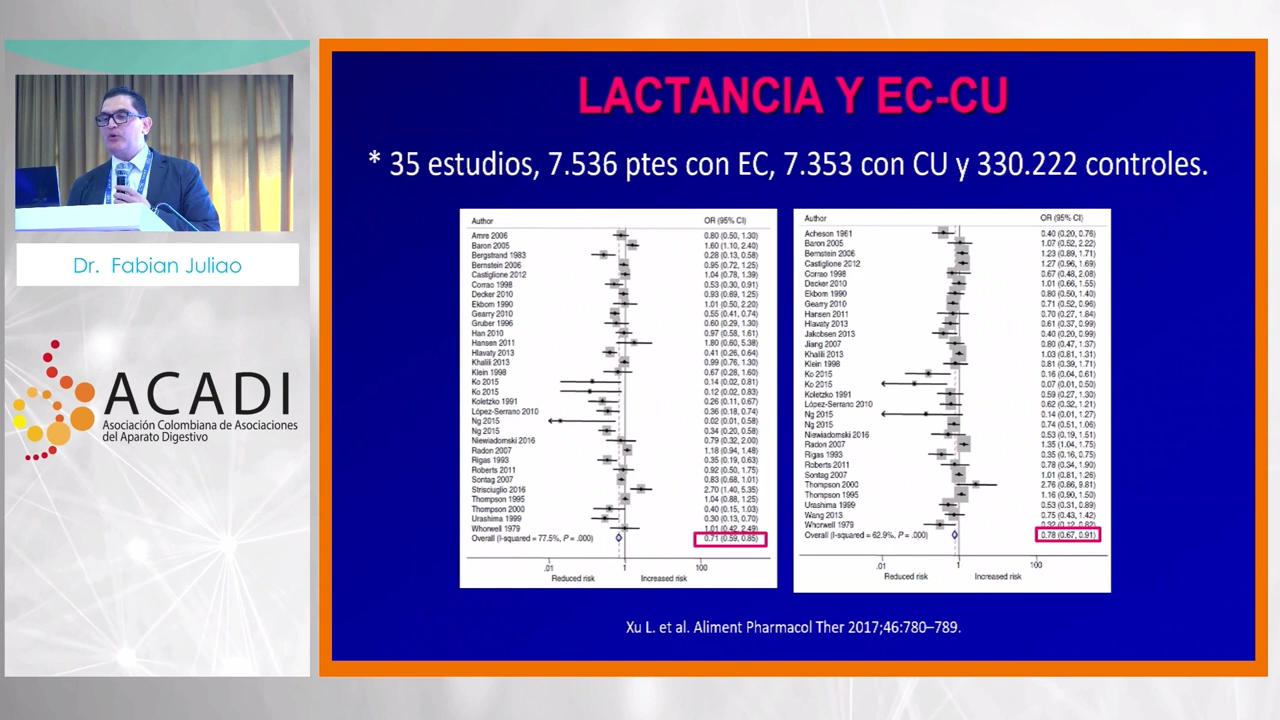 LACTANCIA Y EC-CU
* 35 estudios, 7.536 ptes con EC, 7.353 con CU y 330.222 controles.
Dr. Fabian Juliao
ACADI
Asociación Colombiana de Asociaciones
del Aparato Digestivo
Author OR (95% CI)
Amre 2006 0.80 (0.50, 1.30)
Baron 2005 1.60 (1.10, 2.40)
Bergstrand 1983 0.28 (0.13, 0.58)
Bernstein 2006 0.95 (0.72, 1.25)
Castiglione 2012 1.04 (0.78, 1.39)
Corrao 1998 0.53 (0.30, 0.91)
Decker 2010 0.93 (0.69, 1.25)
Ekbom 1990 1.01 (0.50, 2.20)
Gearry 2010 0.55 (0.41, 0.74)
Gruber 1996 0.60 (0.29, 1.30)
Han 2010 0.97 (0.58, 1.61)
Hansen 2011 1.80 (0.60, 5.38)
Hlavaty 2013 0.41 (0.26, 0.64)
Khalili 2013 0.99 (0.76, 1.30)
Klein 1998 0.67 (0.28, 1.60)
Ko 2015 0.14 (0.02, 0.81)
Ko 2015 0.12 (0.02, 0.83)
Koletzko 1991 0.26 (0.11, 0.67)
López-Serrano 2010 0.36 (0.18, 0.74)
Ng 2015 0.02 (0.01, 0.58)
Ng 2015 0.34 (0.20, 0.58)
Niewiadomski 2016 0.79 (0.32, 2.00)
Radon 2007 1.18 (0.94, 1.48)
Rigas 1993 0.35 (0.19, 0.63)
Roberts 2011 0.92 (0.50, 1.75)
Sontag 2007 0.83 (0.68, 1.01)
Strisciuglio 2016 2.70 (1.40, 5.35)
Thompson 1995 1.04 (0.88, 1.25)
Thompson 2000 0.40 (0.15, 1.03)
Urashima 1999 0.30 (0.13, 0.70)
Whorwell 1979 1.01 (0.42, 2.49)
Overall (I-squared = 77.5%, P = .000) 0.71 (0.59, 0.85)
.01 1 100
Reduced risk Increased risk
Author OR (95% CI)
Acheson 1961 0.40 (0.20, 0.76)
Baron 2005 1.07 (0.52, 2.22)
Bernstein 2006 1.23 (0.89, 1.71)
Castiglione 2012 1.27 (0.96, 1.69)
Corrao 1998 0.67 (0.48, 2.08)
Decker 2010 1.01 (0.66, 1.55)
Ekbom 1990 0.80 (0.50, 1.40)
Gearry 2010 0.71 (0.52, 0.96)
Hansen 2011 0.70 (0.27, 1.84)
Hlavaty 2013 0.61 (0.37, 0.99)
Jakobsen 2013 0.40 (0.20, 0.99)
Jiang 2007 0.80 (0.47, 1.37)
Khalili 2013 1.03 (0.81, 1.31)
Klein 1998 0.81 (0.39, 1.71)
Ko 2015 0.16 (0.04, 0.61)
Ko 2015 0.07 (0.01, 0.50)
Koletzko 1991 0.59 (0.27, 1.30)
López-Serrano 2010 0.62 (0.32, 1.21)
Ng 2015 0.14 (0.01, 1.27)
Ng 2015 0.74 (0.51, 1.06)
Niewiadomski 2016 0.53 (0.19, 1.51)
Radon 2007 1.35 (1.04, 1.75)
Rigas 1993 0.35 (0.16, 0.75)
Roberts 2011 0.78 (0.34, 1.90)
Sontag 2007 1.01 (0.81, 1.26)
Thompson 2000 2.76 (0.86, 9.81)
Thompson 1995 1.16 (0.90, 1.50)
Urashima 1999 0.53 (0.31, 0.89)
Wang 2013 0.75 (0.43, 1.42)
Whorwell 1979 0.32 (0.12, 0.82)
Overall (I-squared = 62.9%, P = .000) 0.78 (0.67, 0.91)
.01 1 100
Reduced risk Increased risk
Xu L. et al. Aliment Pharmacol Ther 2017;46:780–789.